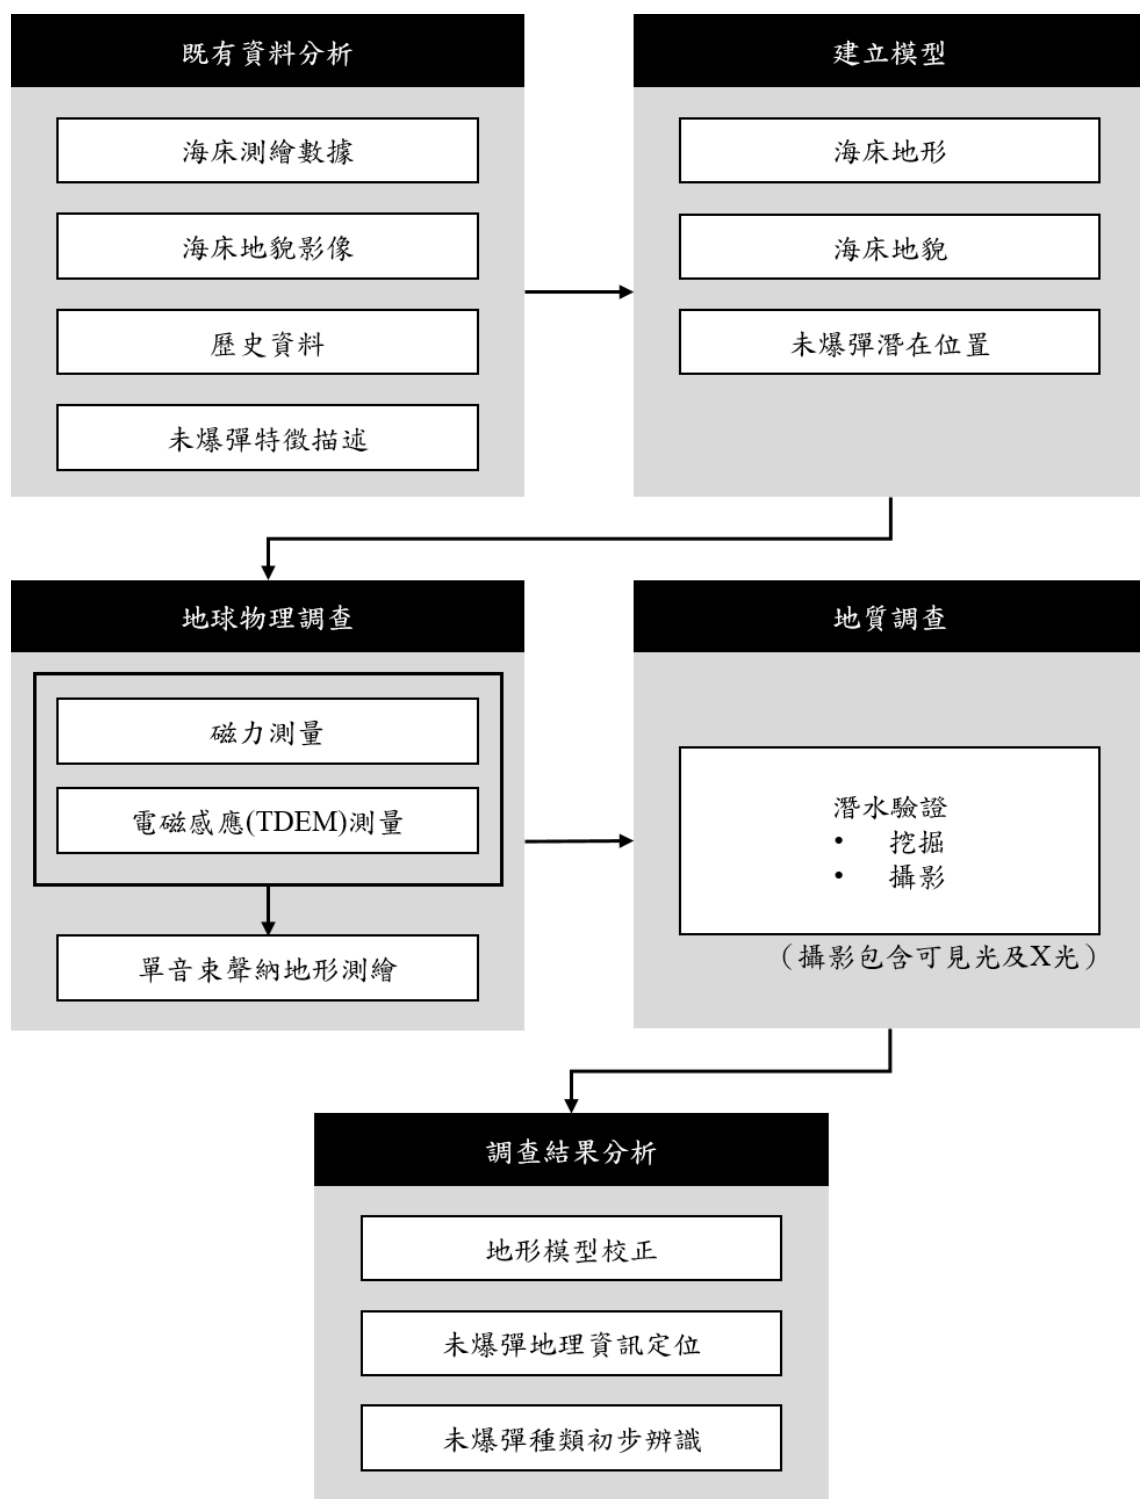 既有資料分析
海床測繪數據
海床地貌影像
歷史資料
未爆彈特徵描述
建立模型
海床地形
海床地貌
未爆彈潛在位置
地球物理調查
磁力測量
電磁感應(TDEM)測量
單音束聲納地形測繪
地質調查
潛水驗證
• 挖掘
• 攝影
（攝影包含可見光及X光）
調查結果分析
地形模型校正
未爆彈地理資訊定位
未爆彈種類初步辨識